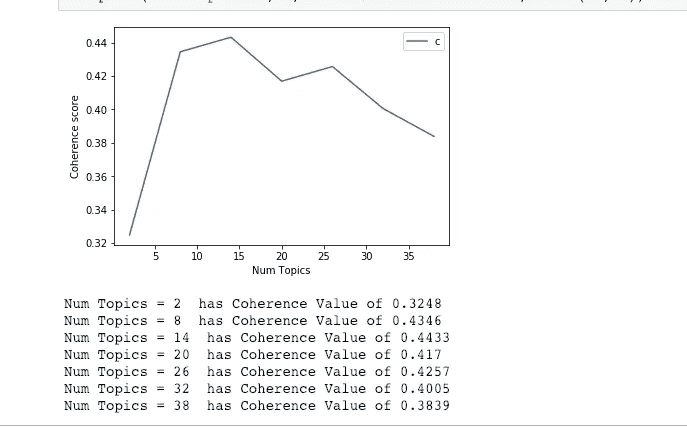 0.44
0.42
0.40
0.38
0.36
0.34
0.32
Coherence score
c
5 10 15 20 25 30 35
Num Topics
Num Topics = 2  has Coherence Value of 0.3248
Num Topics = 8  has Coherence Value of 0.4346
Num Topics = 14  has Coherence Value of 0.4433
Num Topics = 20  has Coherence Value of 0.417
Num Topics = 26  has Coherence Value of 0.4257
Num Topics = 32  has Coherence Value of 0.4005
Num Topics = 38  has Coherence Value of 0.3839